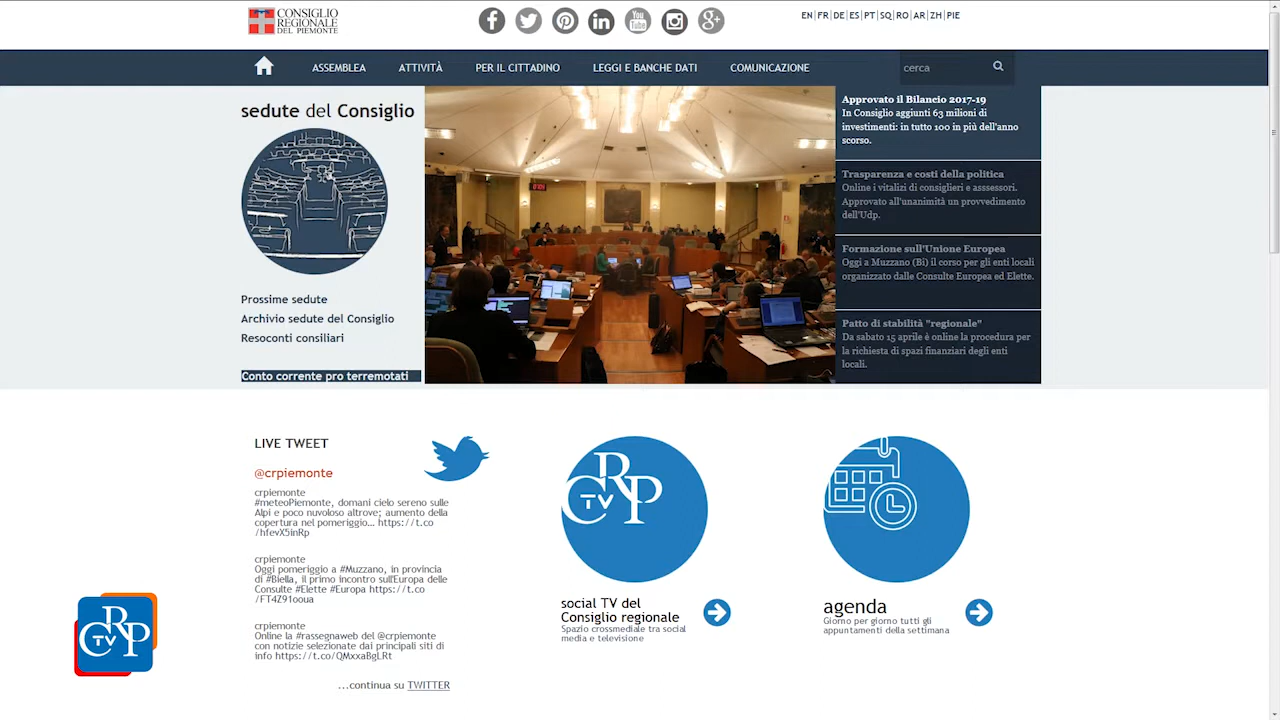 CONSIGLIO
REGIONALE
DEL PIEMONTE
You
Tube
g+
EN|FR|DE|ES|PT|SQ|RO|AR|ZH|PIE
ASSEMBLEA
ATTIVITÀ
PER IL CITTADINO
LEGGI E BANCHE DATI
COMUNICAZIONE
cerca
sedute del Consiglio
Prossime sedute
Archivio sedute del Consiglio
Resoconti consiliari
Conto corrente pro terremotati
Approvato il Bilancio 2017-19
In Consiglio aggiunti 63 milioni di
investimenti: in tutto 100 in più dell'anno
scorso.
Trasparenza e costi della politica
Online i vitalizi di consiglieri e asssessori.
Approvato all'unanimità un provvedimento
dell'Udp.
Formazione sull'Unione Europea
Oggi a Muzzano (Bi) il corso per gli enti locali
organizzato dalle Consulte Europea ed Elette.
Patto di stabilità "regionale"
Da sabato 15 aprile è online la procedura per
la richiesta di spazi finanziari degli enti
locali.
LIVE TWEET
@crpiemonte
crpiemonte
#meteoPiemonte, domani cielo sereno sulle
Alpi e poco nuvoloso altrove; aumento della
copertura nel pomeriggio... https://t.co
/hfevX5inRp
crpiemonte
Oggi pomeriggio a #Muzzano, in provincia
di #Biella, il primo incontro sull'Europa delle
Consulte #Elette #Europa https://t.co
/FT4Z91ooua
crpiemonte
Online la #rassegnaweb del @crpiemonte
con notizie selezionate dai principali siti di
info https://t.co/QMxxaBgLRt
...continua su TWITTER
CRP
TV
social TV del
Consiglio regionale
Spazio crossmediale tra social
media e televisione
agenda
Giorno per giorno tutti gli
appuntamenti della settimana
CRP
TV